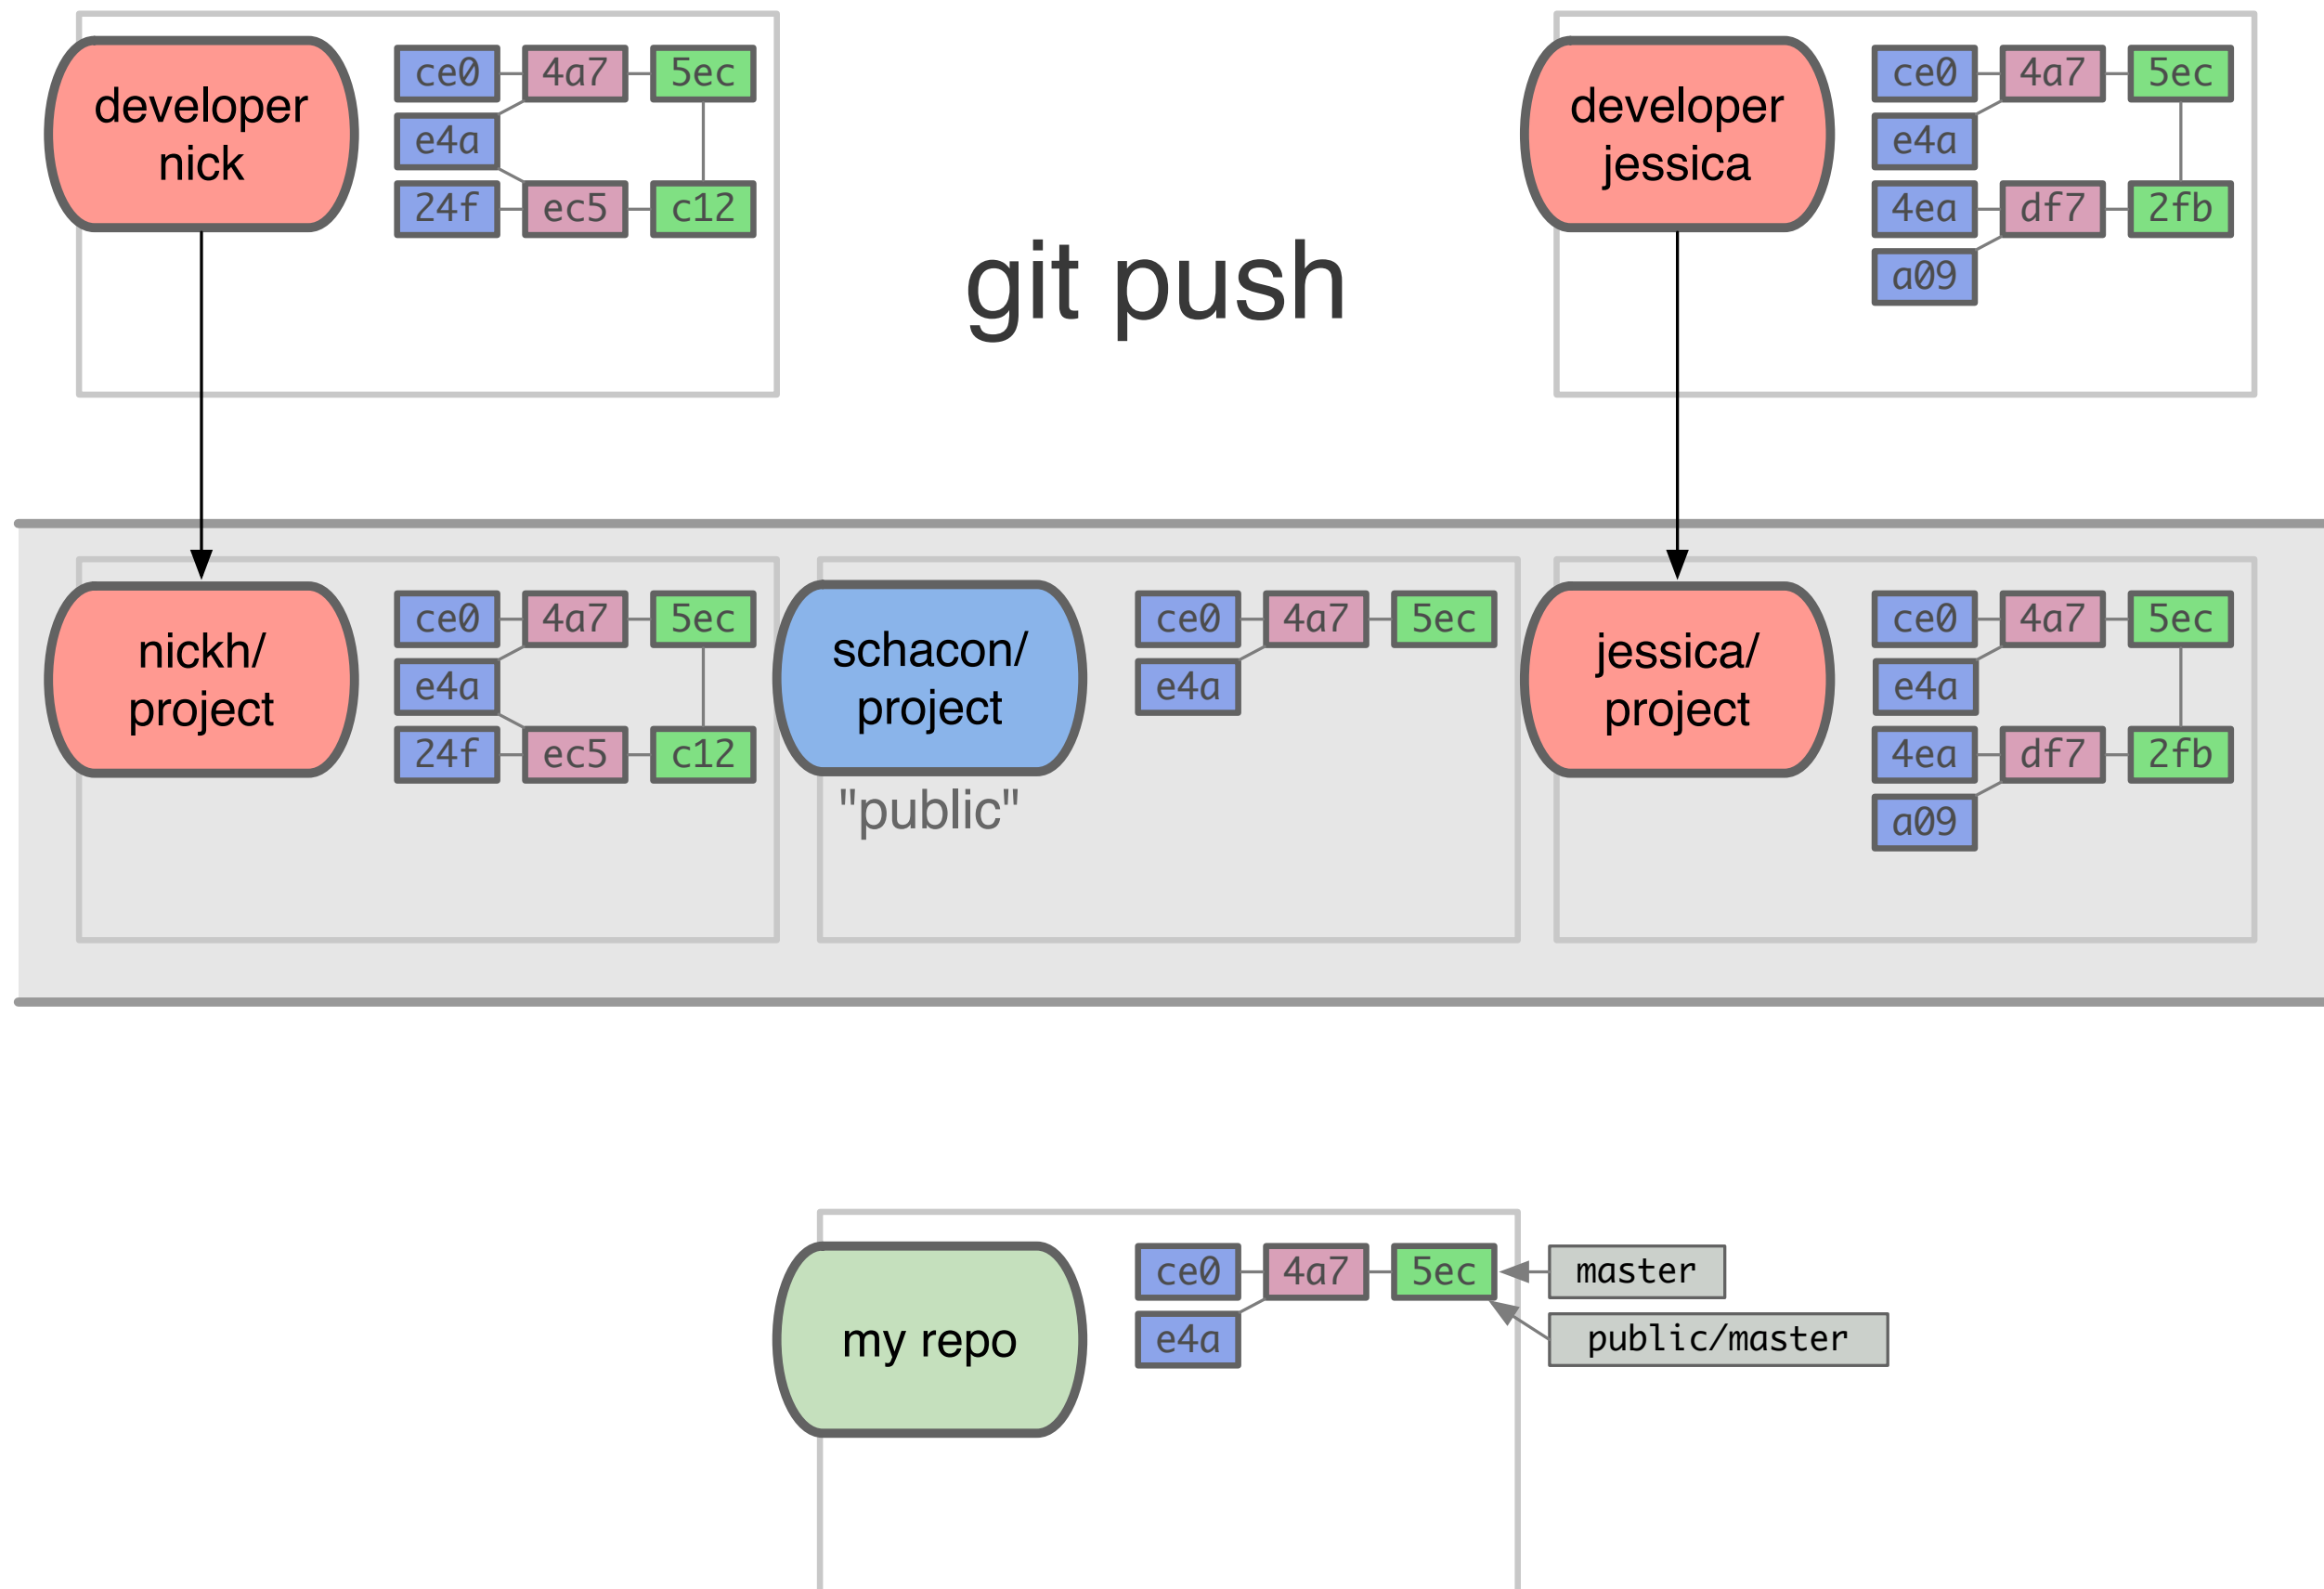 developer
nick
ce0 4a7 5ec
e4a
24f ec5 c12
git push
developer
jessica
ce0 4a7 5ec
e4a
4ea df7 2fb
a09
nickh/
project
ce0 4a7 5ec
e4a
24f ec5 c12
schacon/
project
"public"
ce0 4a7 5ec
e4a
jessica/
project
ce0 4a7 5ec
e4a
4ea df7 2fb
a09
my repo
ce0 4a7 5ec
e4a
master
public/master